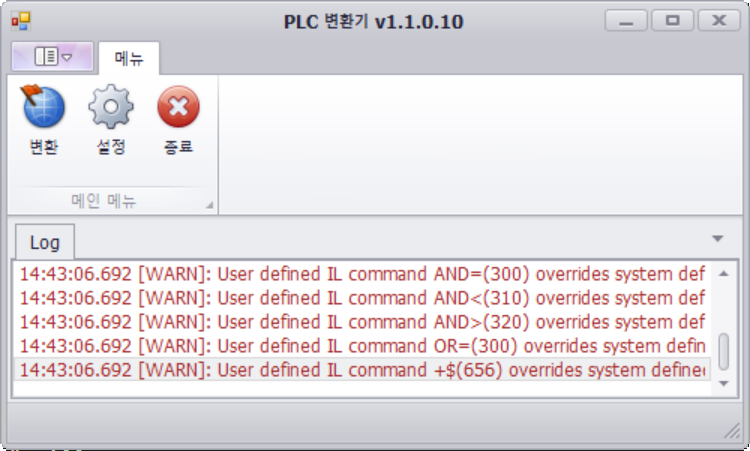 PLC 변환기 v1.1.0.10
메뉴
변환 설정 종료
메인 메뉴
Log
14:43:06.692 [WARN]: User defined IL command AND=(300) overrides system def
14:43:06.692 [WARN]: User defined IL command AND<(310) overrides system def
14:43:06.692 [WARN]: User defined IL command AND>(320) overrides system def
14:43:06.692 [WARN]: User defined IL command OR=(300) overrides system defin
14:43:06.692 [WARN]: User defined IL command +$(656) overrides system define